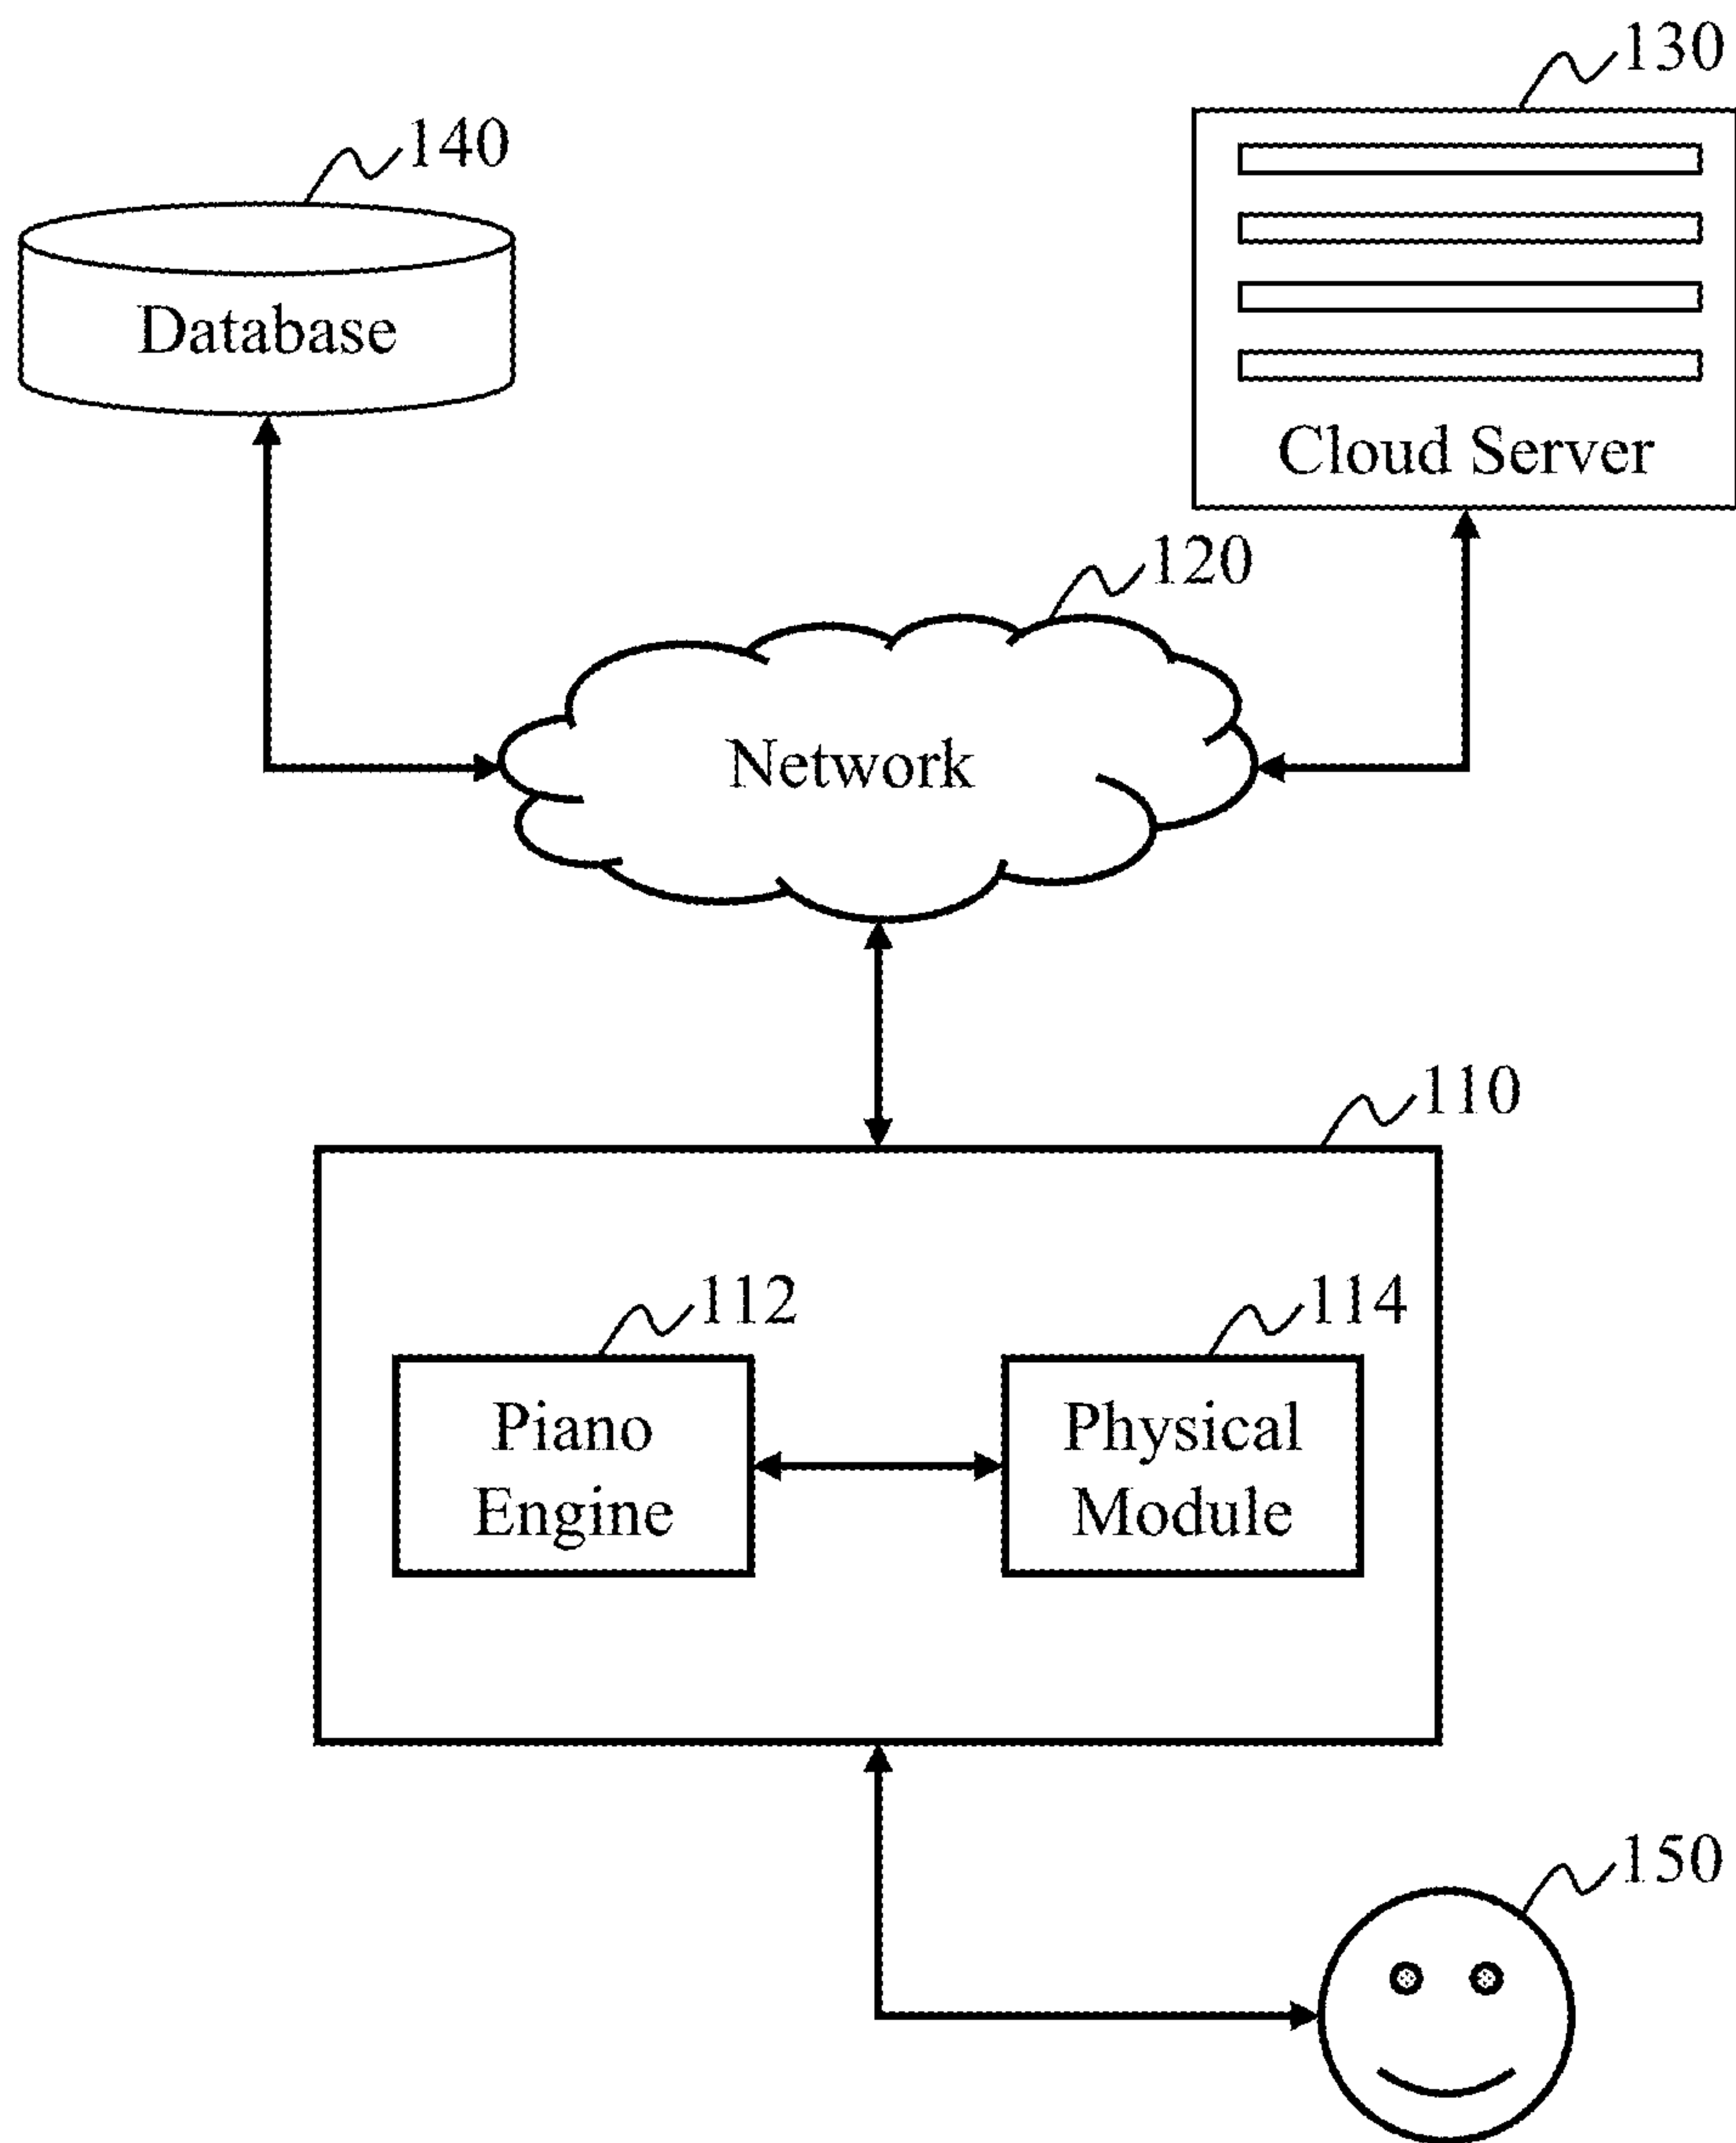 130
140
Database
Cloud Server
120
Network
110
112
114
Piano
Engine
Physical
Module
150